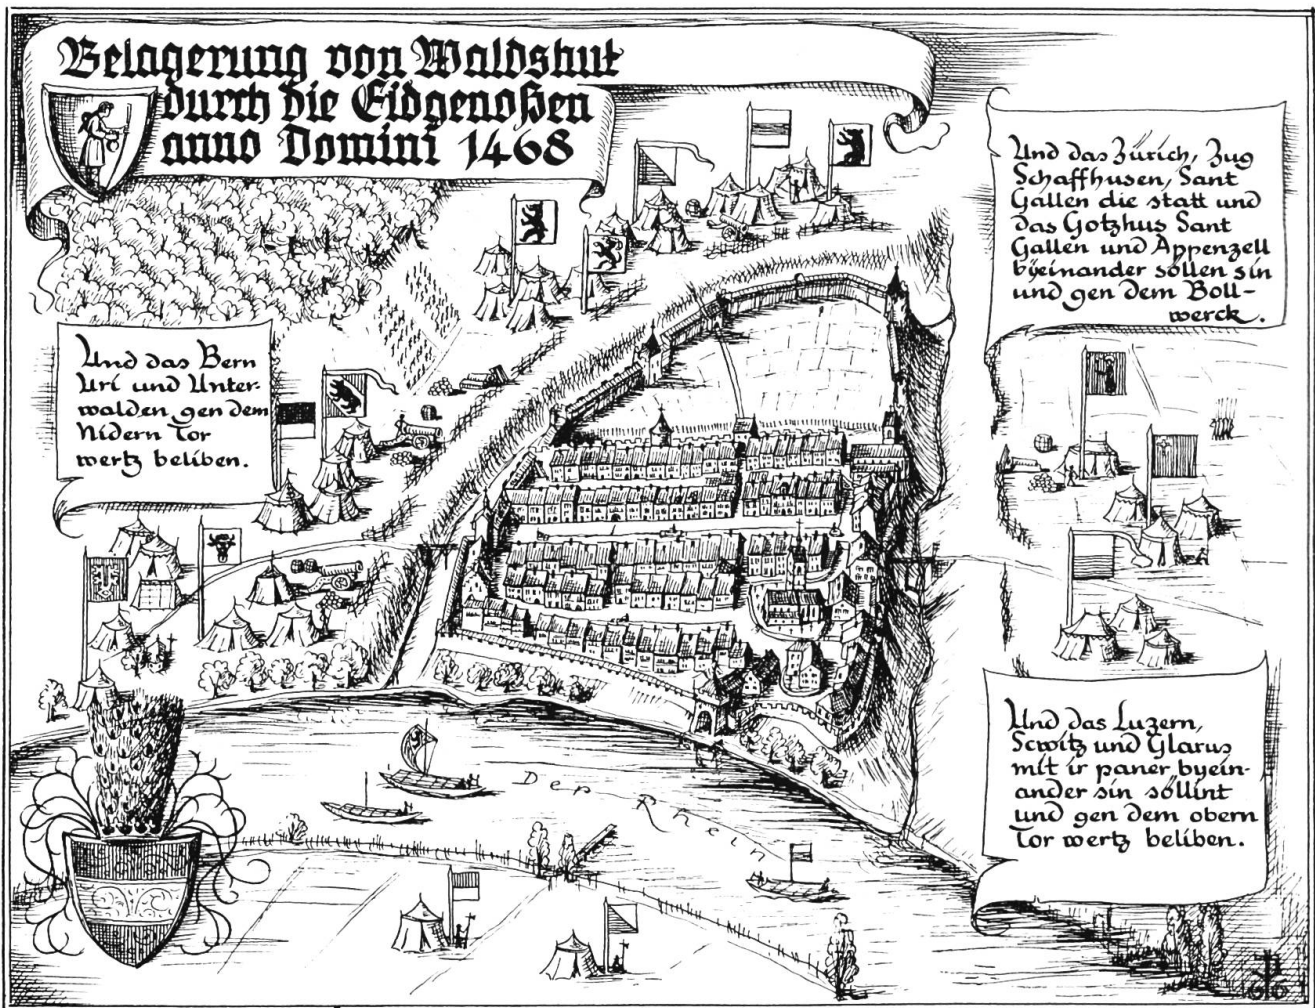 Belagerung von Waldshut
durch die Eidgenoßen
anno Domini 1468
Und das Zürich, Zug
Schaffhusen, Sant
Gallen die statt und
das Gotzhus Sant
Gallen und Appenzell
byeinander söllen sin
und gen dem Boll-
werck.
Und das Bern
Uri und Unter-
walden gen dem
Nidern Tor
wertz beliben.
Und das Luzern,
Scwitz und Glarus
mit ir paner byein-
ander sin söllint
und gen dem obern
Tor wertz beliben.
Der Rhein